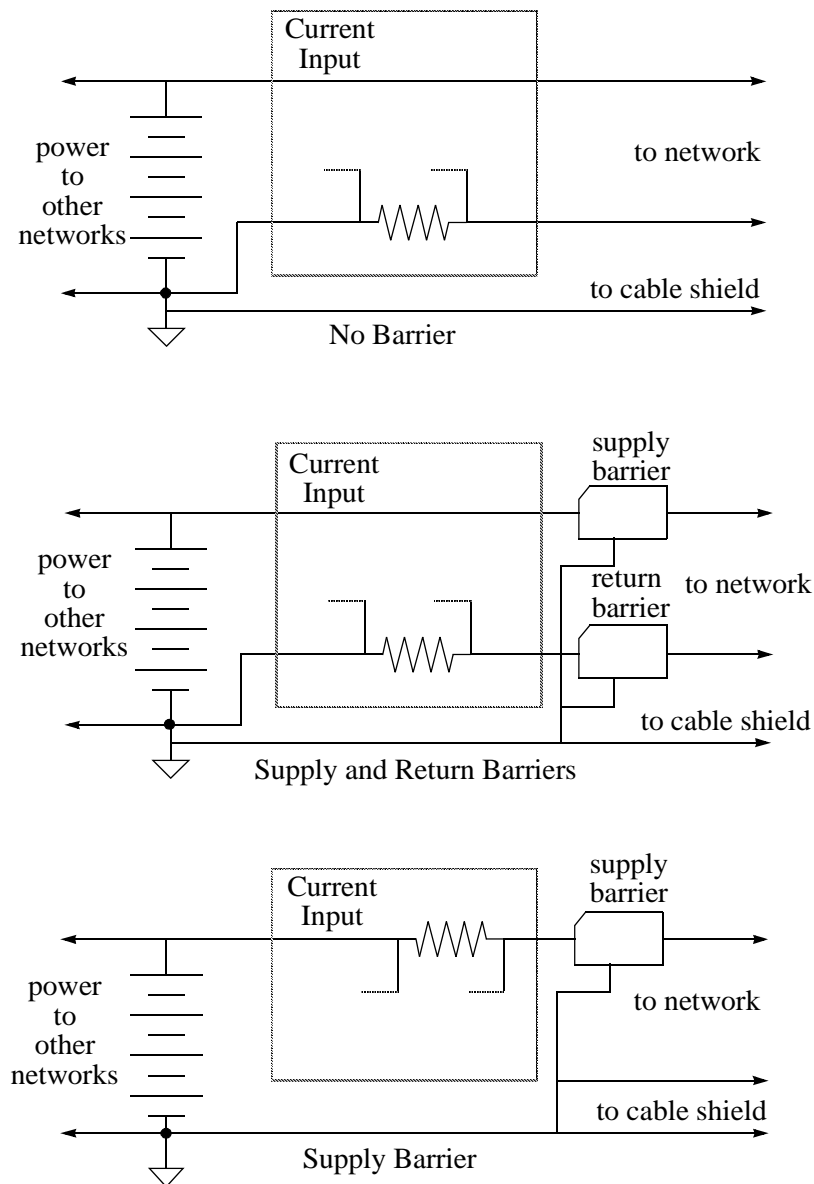 Current
Input
power
to
other
networks
to network
to cable shield
No Barrier
Current
Input
supply
barrier
power
to
other
networks
return
barrier
to network
to cable shield
Supply and Return Barriers
Current
Input
supply
barrier
power
to
other
networks
to network
to cable shield
Supply Barrier